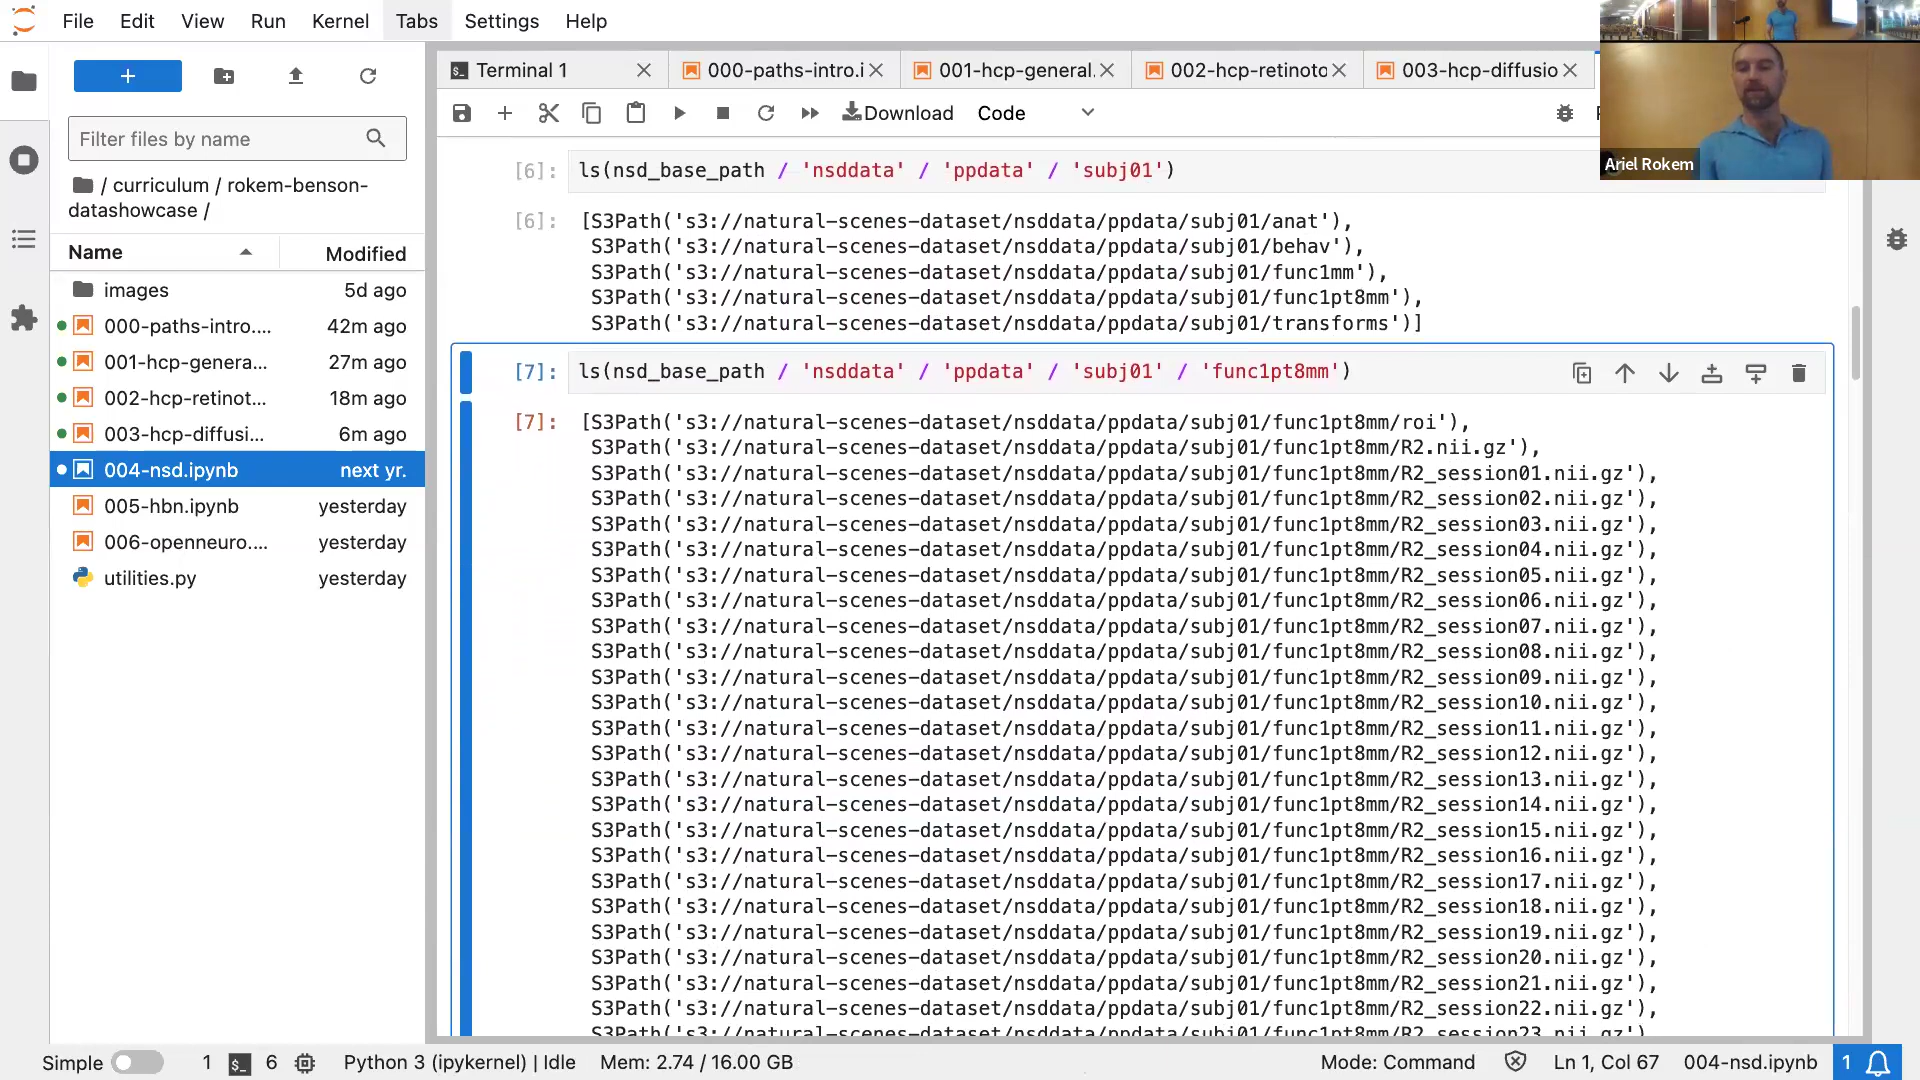 File Edit View Run Kernel Tabs Settings Help
Terminal 1 000-paths-intro.i 001-hcp-general. 002-hcp-retinoto 003-hcp-diffusio
Download Code
Ariel Rokem
Filter files by name
/ curriculum / rokem-benson-
datashowcase /
Name Modified
images 5d ago
000-paths-intro.... 42m ago
001-hcp-genera... 27m ago
002-hcp-retinot... 18m ago
003-hcp-diffusi... 6m ago
004-nsd.ipynb next yr.
005-hbn.ipynb yesterday
006-openneuro.... yesterday
utilities.py yesterday
[6]: ls(nsd_base_path / 'nsddata' / 'ppdata' / 'subj01')
[6]: [S3Path('s3://natural-scenes-dataset/nsddata/ppdata/subj01/anat'),
S3Path('s3://natural-scenes-dataset/nsddata/ppdata/subj01/behav'),
S3Path('s3://natural-scenes-dataset/nsddata/ppdata/subj01/func1mm'),
S3Path('s3://natural-scenes-dataset/nsddata/ppdata/subj01/func1pt8mm'),
S3Path('s3://natural-scenes-dataset/nsddata/ppdata/subj01/transforms')]
[7]: ls(nsd_base_path / 'nsddata' / 'ppdata' / 'subj01' / 'func1pt8mm')
[7]: [S3Path('s3://natural-scenes-dataset/nsddata/ppdata/subj01/func1pt8mm/roi'),
S3Path('s3://natural-scenes-dataset/nsddata/ppdata/subj01/func1pt8mm/R2.nii.gz'),
S3Path('s3://natural-scenes-dataset/nsddata/ppdata/subj01/func1pt8mm/R2_session01.nii.gz'),
S3Path('s3://natural-scenes-dataset/nsddata/ppdata/subj01/func1pt8mm/R2_session02.nii.gz'),
S3Path('s3://natural-scenes-dataset/nsddata/ppdata/subj01/func1pt8mm/R2_session03.nii.gz'),
S3Path('s3://natural-scenes-dataset/nsddata/ppdata/subj01/func1pt8mm/R2_session04.nii.gz'),
S3Path('s3://natural-scenes-dataset/nsddata/ppdata/subj01/func1pt8mm/R2_session05.nii.gz'),
S3Path('s3://natural-scenes-dataset/nsddata/ppdata/subj01/func1pt8mm/R2_session06.nii.gz'),
S3Path('s3://natural-scenes-dataset/nsddata/ppdata/subj01/func1pt8mm/R2_session07.nii.gz'),
S3Path('s3://natural-scenes-dataset/nsddata/ppdata/subj01/func1pt8mm/R2_session08.nii.gz'),
S3Path('s3://natural-scenes-dataset/nsddata/ppdata/subj01/func1pt8mm/R2_session09.nii.gz'),
S3Path('s3://natural-scenes-dataset/nsddata/ppdata/subj01/func1pt8mm/R2_session10.nii.gz'),
S3Path('s3://natural-scenes-dataset/nsddata/ppdata/subj01/func1pt8mm/R2_session11.nii.gz'),
S3Path('s3://natural-scenes-dataset/nsddata/ppdata/subj01/func1pt8mm/R2_session12.nii.gz'),
S3Path('s3://natural-scenes-dataset/nsddata/ppdata/subj01/func1pt8mm/R2_session13.nii.gz'),
S3Path('s3://natural-scenes-dataset/nsddata/ppdata/subj01/func1pt8mm/R2_session14.nii.gz'),
S3Path('s3://natural-scenes-dataset/nsddata/ppdata/subj01/func1pt8mm/R2_session15.nii.gz'),
S3Path('s3://natural-scenes-dataset/nsddata/ppdata/subj01/func1pt8mm/R2_session16.nii.gz'),
S3Path('s3://natural-scenes-dataset/nsddata/ppdata/subj01/func1pt8mm/R2_session17.nii.gz'),
S3Path('s3://natural-scenes-dataset/nsddata/ppdata/subj01/func1pt8mm/R2_session18.nii.gz'),
S3Path('s3://natural-scenes-dataset/nsddata/ppdata/subj01/func1pt8mm/R2_session19.nii.gz'),
S3Path('s3://natural-scenes-dataset/nsddata/ppdata/subj01/func1pt8mm/R2_session20.nii.gz'),
S3Path('s3://natural-scenes-dataset/nsddata/ppdata/subj01/func1pt8mm/R2_session21.nii.gz'),
S3Path('s3://natural-scenes-dataset/nsddata/ppdata/subj01/func1pt8mm/R2_session22.nii.gz'),
S3Path('s3://natural-scenes-dataset/nsddata/ppdata/subj01/func1pt8mm/R2_session23.nii.gz')
Simple 1 6 Python 3 (ipykernel) | Idle Mem: 2.74 / 16.00 GB Mode: Command Ln 1, Col 67 004-nsd.ipynb 1